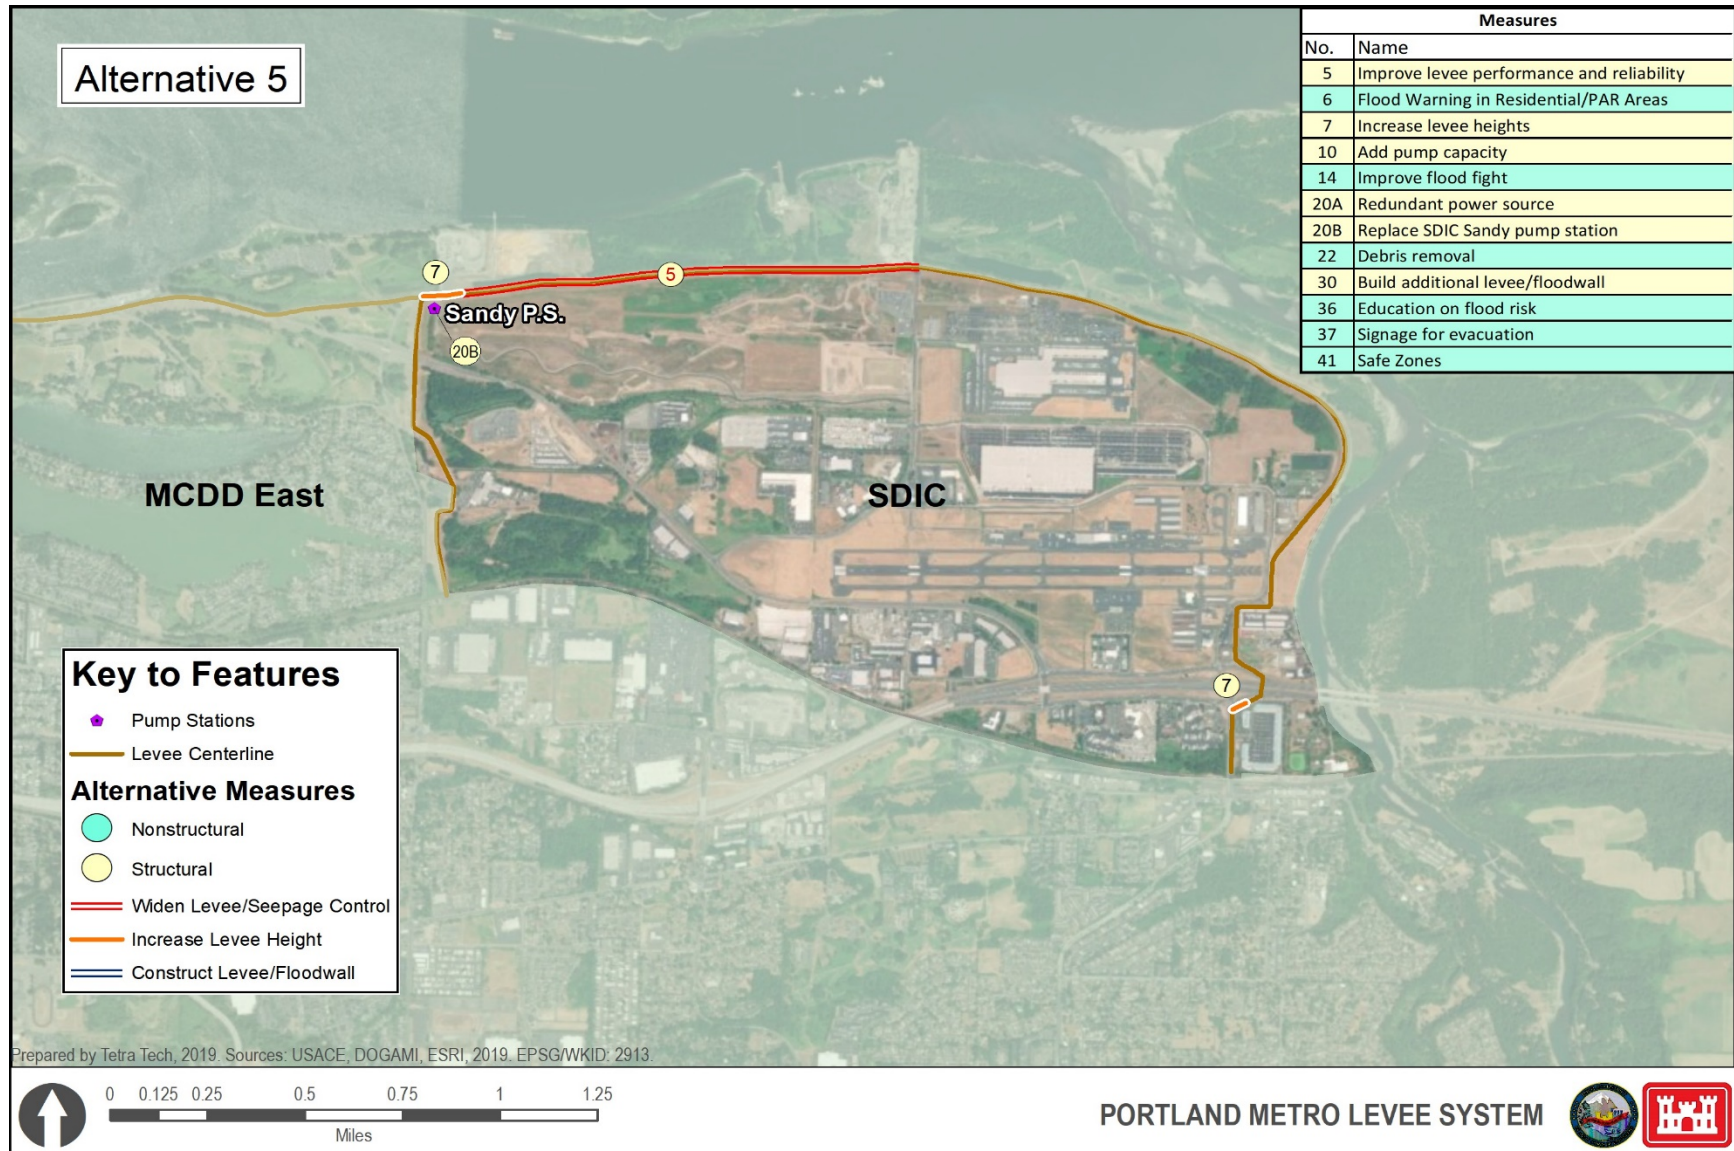 Alternative 5
Measures
No. Name
5 Improve levee performance and reliability
6 Flood Warning in Residential/PAR Areas
7 Increase levee heights
10 Add pump capacity
14 Improve flood fight
20A Redundant power source
20B Replace SDIC Sandy pump station
22 Debris removal
30 Build additional levee/floodwall
36 Education on flood risk
37 Signage for evacuation
41 Safe Zones
7
5
Sandy P.S.
20B
MCDD East
SDIC
7
Key to Features
Pump Stations
Levee Centerline
Alternative Measures
Nonstructural
Structural
Widen Levee/Seepage Control
Increase Levee Height
Construct Levee/Floodwall
Prepared by Tetra Tech, 2019. Sources: USACE, DOGAMI, ESRI, 2019. EPSG/WKID: 2913.
0 0.125 0.25 0.5 0.75 1 1.25
Miles
PORTLAND METRO LEVEE SYSTEM